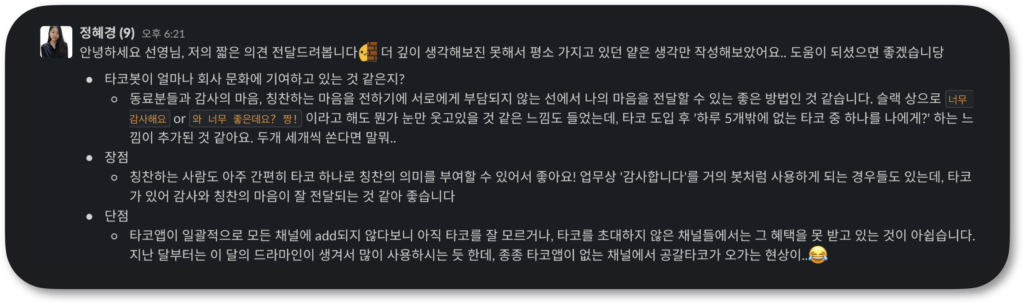 정혜경 (9) 오후 6:21
안녕하세요 선영님, 저의 짧은 의견 전달드려봅니다 더 깊이 생각해보진 못해서 평소 가지고 있던 얕은 생각만 작성해보았어요.. 도움이 되셨으면 좋겠습니당
• 타코봇이 얼마나 회사 문화에 기여하고 있는 것 같은지?
◦ 동료분들과 감사의 마음, 칭찬하는 마음을 전하기에 서로에게 부담되지 않는 선에서 나의 마음을 전달할 수 있는 좋은 방법인 것 같습니다. 슬랙 상으로 너무
감사해요 or 와 너무 좋은데요? 짱! 이라고 해도 뭔가 눈만 웃고있을 것 같은 느낌도 들었는데, 타코 도입 후 '하루 5개밖에 없는 타코 중 하나를 나에게?' 하는 느
낌이 추가된 것 같아요. 두개 세개씩 쏜다면 말뭐..
• 장점
◦ 칭찬하는 사람도 아주 간편히 타코 하나로 칭찬의 의미를 부여할 수 있어서 좋아요! 업무상 '감사합니다'를 거의 봇처럼 사용하게 되는 경우들도 있는데, 타코
가 있어 감사와 칭찬의 마음이 잘 전달되는 것 같아 좋습니다
• 단점
◦ 타코앱이 일괄적으로 모든 채널에 add되지 않다보니 아직 타코를 잘 모르거나, 타코를 초대하지 않은 채널들에서는 그 혜택을 못 받고 있는 것이 아쉽습니다.
지난 달부터는 이 달의 드라마인이 생겨서 많이 사용하시는 듯 한데, 종종 타코앱이 없는 채널에서 공갈타코가 오가는 현상이..😂